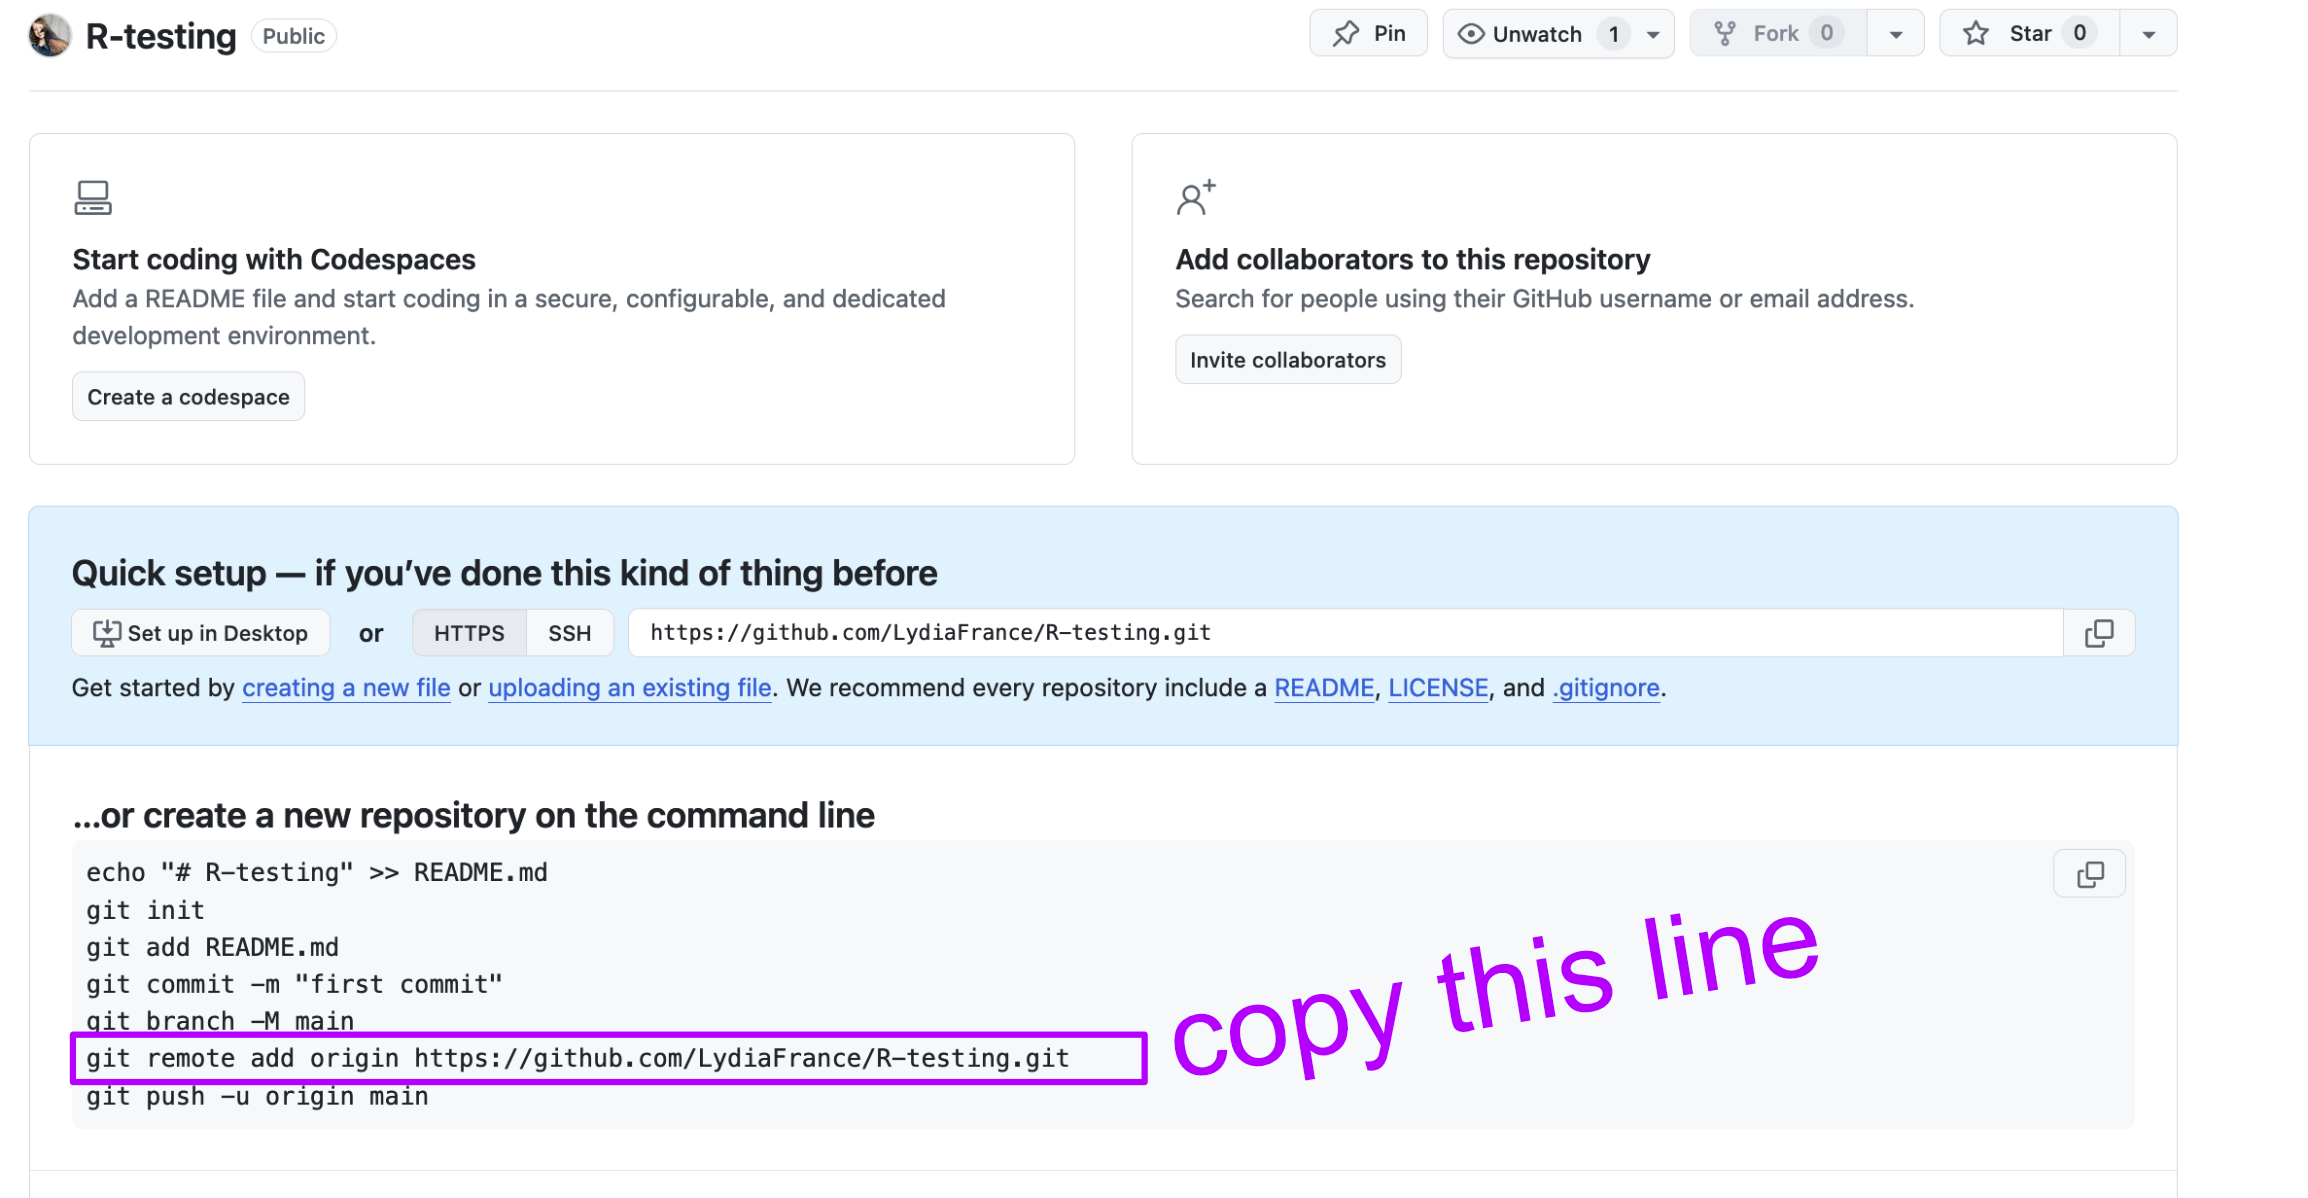 R-testing Public Pin Unwatch 1 Fork 0 Star 0
Start coding with Codespaces
Add a README file and start coding in a secure, configurable, and dedicated
development environment.
Create a codespace
Add collaborators to this repository
Search for people using their GitHub username or email address.
Invite collaborators
Quick setup — if you’ve done this kind of thing before
Set up in Desktop or HTTPS SSH https://github.com/LydiaFrance/R-testing.git
Get started by creating a new file or uploading an existing file. We recommend every repository include a README, LICENSE, and .gitignore.
…or create a new repository on the command line
echo "# R-testing" >> README.md
git init
git add README.md
git commit -m "first commit"
git branch -M main
git remote add origin https://github.com/LydiaFrance/R-testing.git
copy this line
git push -u origin main